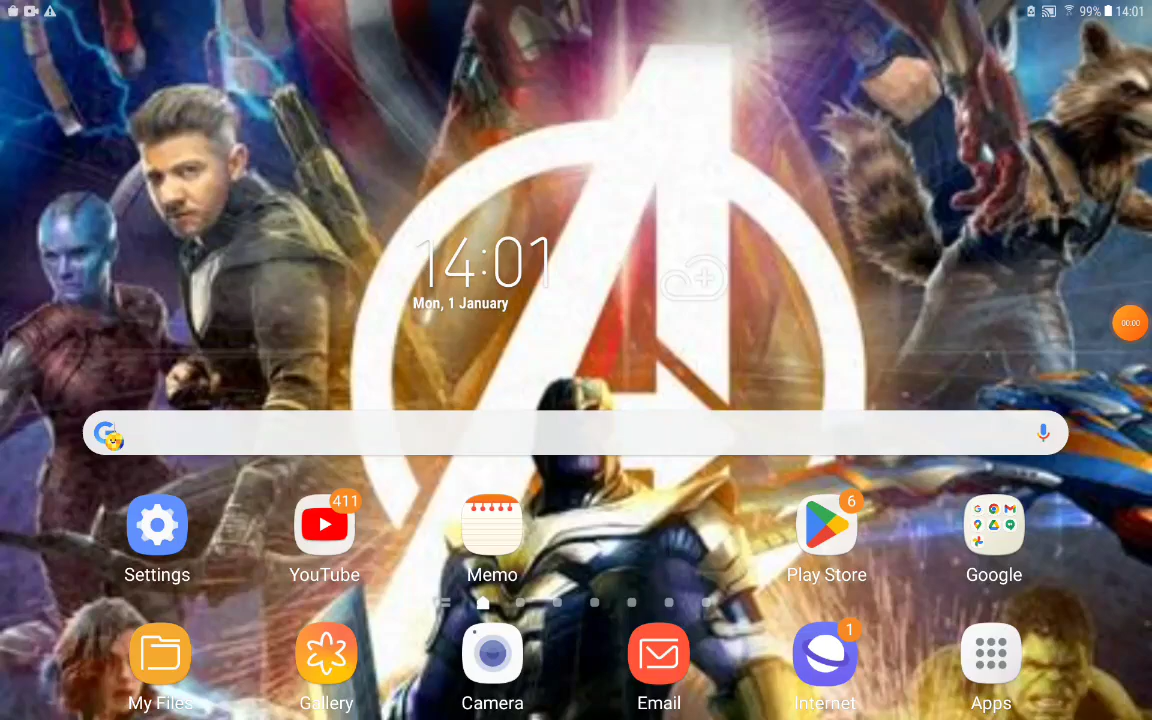 99% 14:01
14:01
Mon, 1 January
00:00
411
6
Settings
YouTube
Memo
Play Store
Google
1
My Files
Gallery
Camera
Email
Internet
Apps